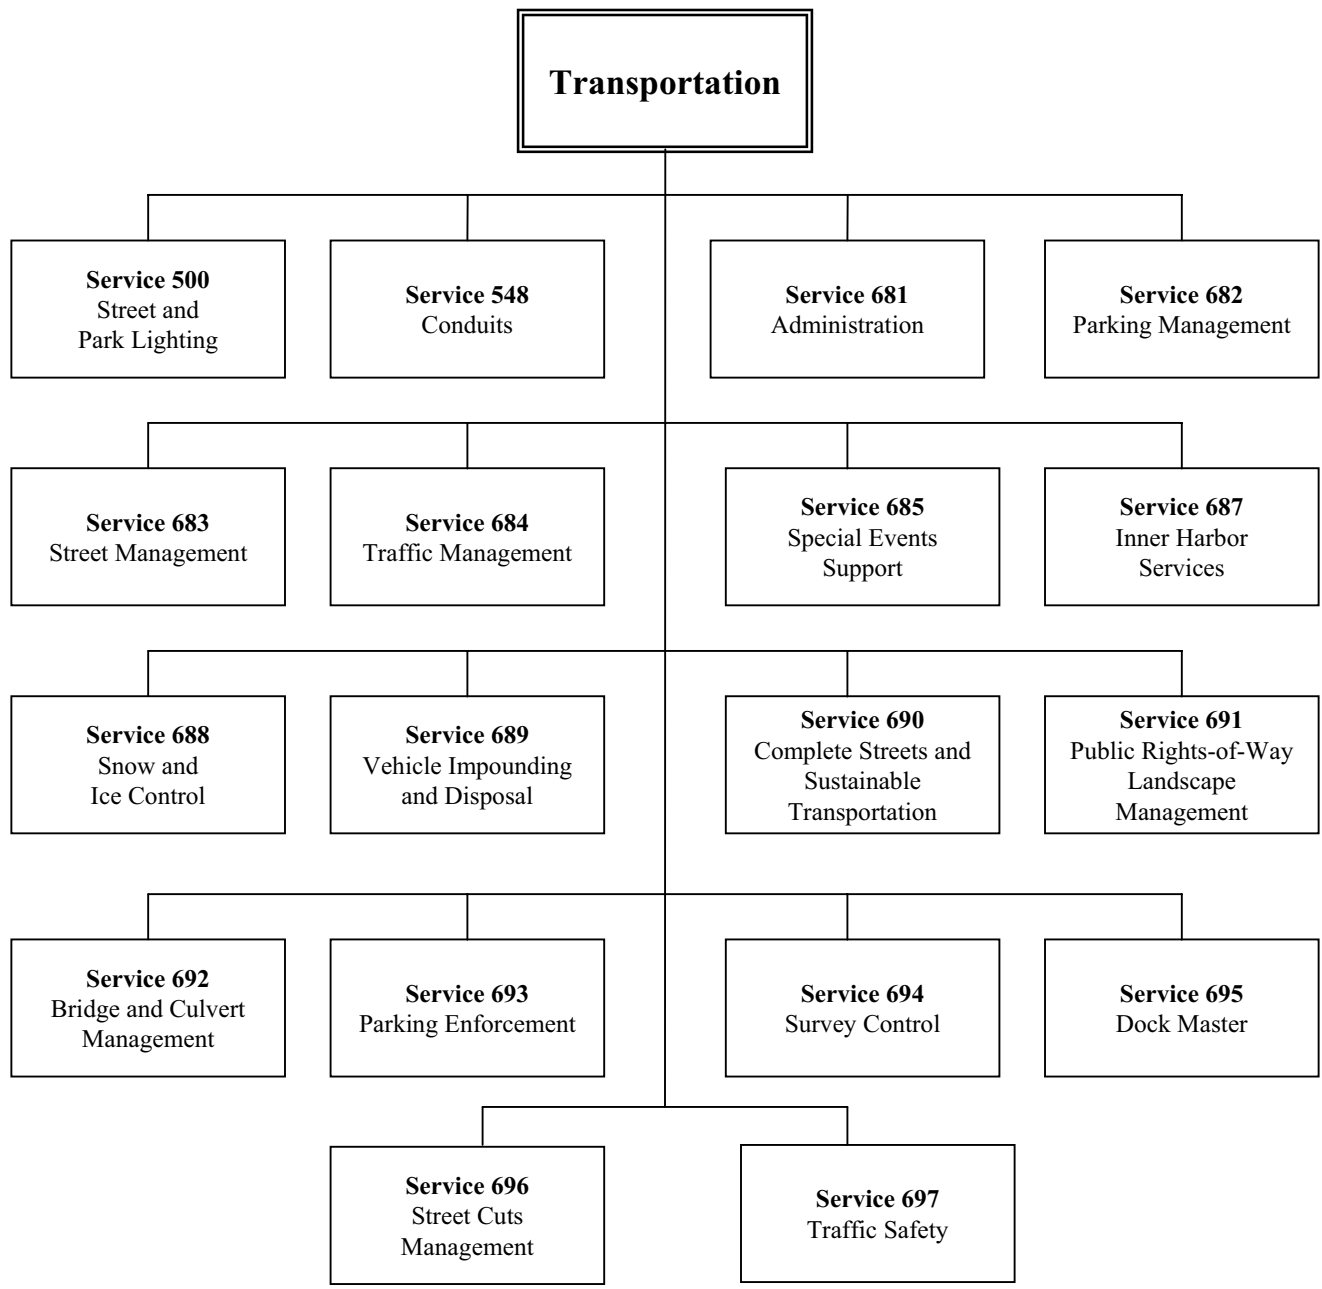 Transportation
Service 500
Street and
Park Lighting
Service 548
Conduits
Service 681
Administration
Service 682
Parking Management
Service 683
Street Management
Service 684
Traffic Management
Service 685
Special Events
Support
Service 687
Inner Harbor
Services
Service 688
Snow and
Ice Control
Service 689
Vehicle Impounding
and Disposal
Service 690
Complete Streets and
Sustainable
Transportation
Service 691
Public Rights-of-Way
Landscape
Management
Service 692
Bridge and Culvert
Management
Service 693
Parking Enforcement
Service 694
Survey Control
Service 695
Dock Master
Service 696
Street Cuts
Management
Service 697
Traffic Safety